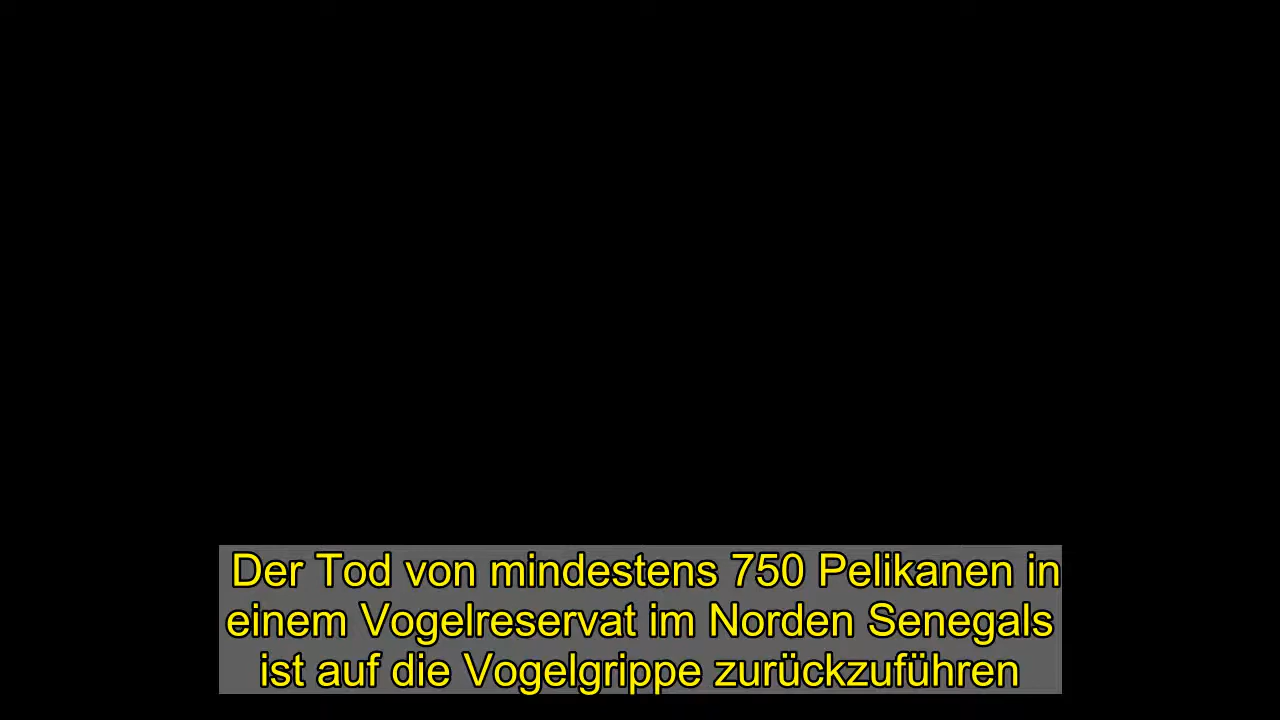 Der Tod von mindestens 750 Pelikanen in
einem Vogelreservat im Norden Senegals
ist auf die Vogelgrippe zurückzuführen